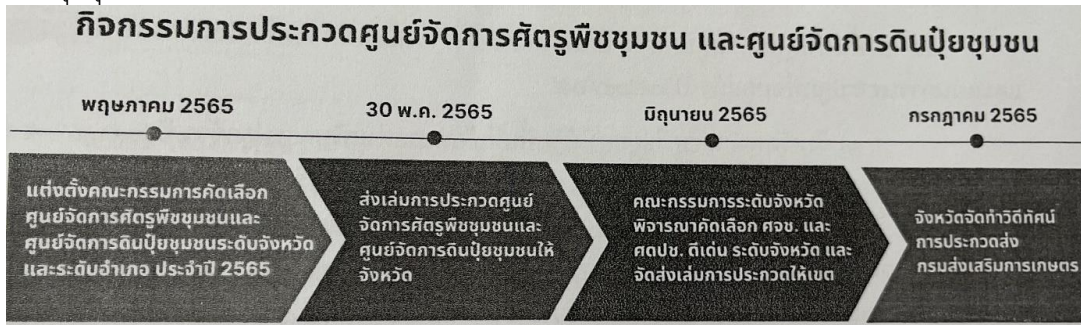 กิจกรรมการประกวดศูนย์จัดการศัตรูพืชชุมชน และศูนย์จัดการดินปุ๋ยชุมชน
พฤษภาคม 2565
แต่งตั้งคณะกรรมการคัดเลือก
ศูนย์จัดการศัตรูพืชชุมชนและ
ศูนย์จัดการดินปุ๋ยชุมชนระดับจังหวัด
และระดับอำเภอ ประจำปี 2565
30 พ.ค. 2565
ส่งเล่มการประกวดศูนย์
จัดการศัตรูพืชชุมชนและ
ศูนย์จัดการดินปุ๋ยชุมชนให้
จังหวัด
มิถุนายน 2565
คณะกรรมการระดับจังหวัด
พิจารณาคัดเลือก ศจช. และ
ศดปช. ดีเด่น ระดับจังหวัด และ
จัดส่งเล่มการประกวดให้เขต
กรกฎาคม 2565
จังหวัดจัดทำวีดิทัศน์
การประกวดส่ง
กรมส่งเสริมการเกษตร